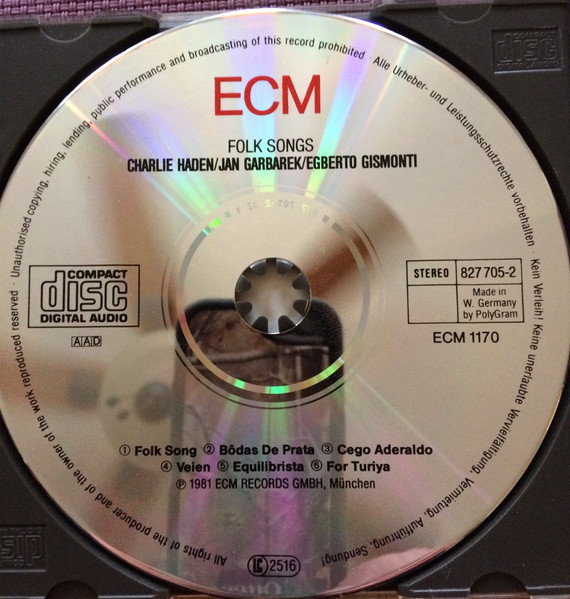 ECM
FOLK SONGS
CHARLIE HADEN/JAN GARBAREK/EGBERTO GISMONTI
COMPACT
disc
DIGITAL AUDIO
AAD
STEREO 827 705-2
Made in
W. Germany
by PolyGram
ECM 1170
① Folk Song ② Bôdas De Prata ③ Cego Aderaldo
④ Veien ⑤ Equilibrista ⑥ For Turiya
℗ 1981 ECM RECORDS GMBH, München
LC 2516
All rights of the producer and of the owner of the work reproduced reserved · Unauthorised copying, hiring, lending, public performance and broadcasting of this record prohibited · Alle Urheber- und Leistungsschutzrechte vorbehalten · Kein Verleih! Keine unerlaubte Vervielfältigung, Vermietung, Aufführung, Sendung!
COMPACT
disc
disc